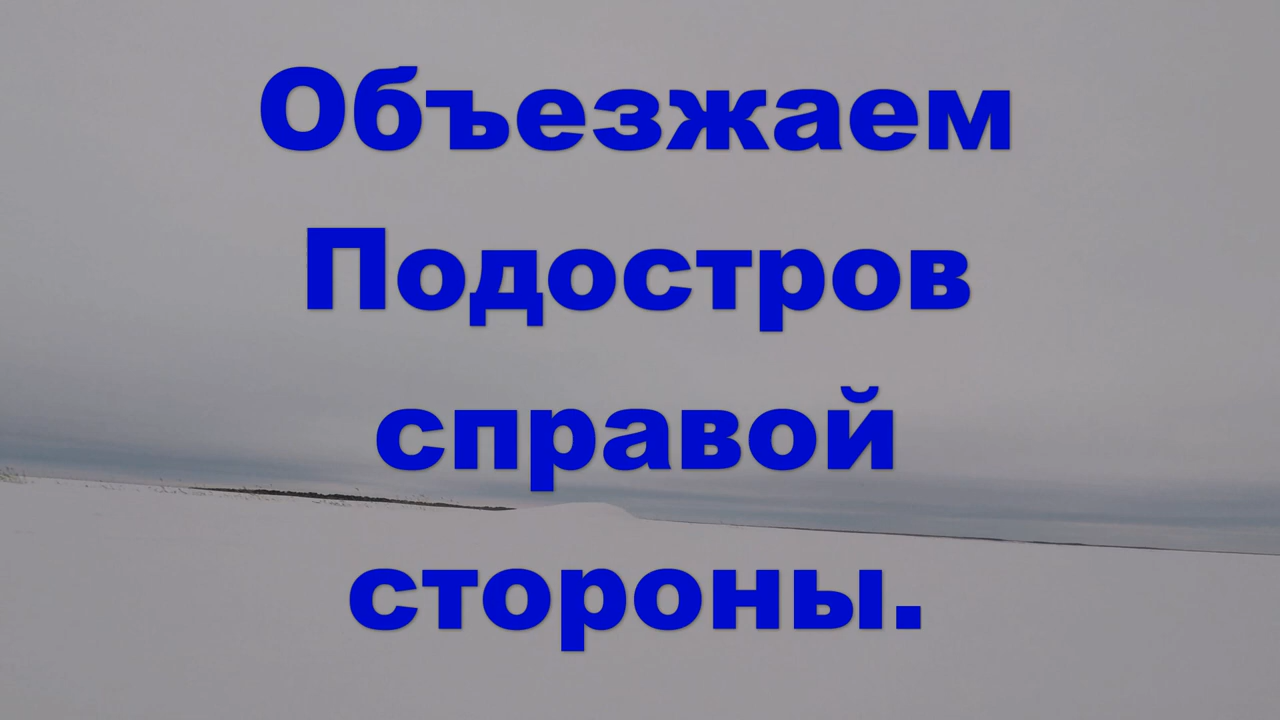 Объезжаем
Подостров
справой
стороны.